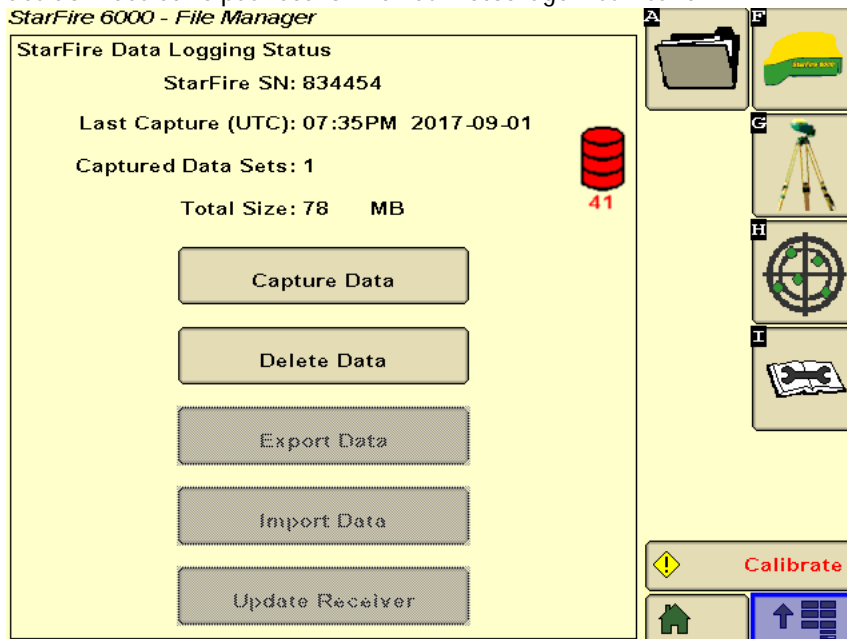 StarFire 6000 - File Manager
StarFire Data Logging Status
StarFire SN: 834454
Last Capture (UTC): 07:35PM 2017-09-01
Captured Data Sets: 1
Total Size: 78 MB
41
Capture Data
Delete Data
Export Data
Import Data
Update Receiver
A
F
G
H
I
Calibrate